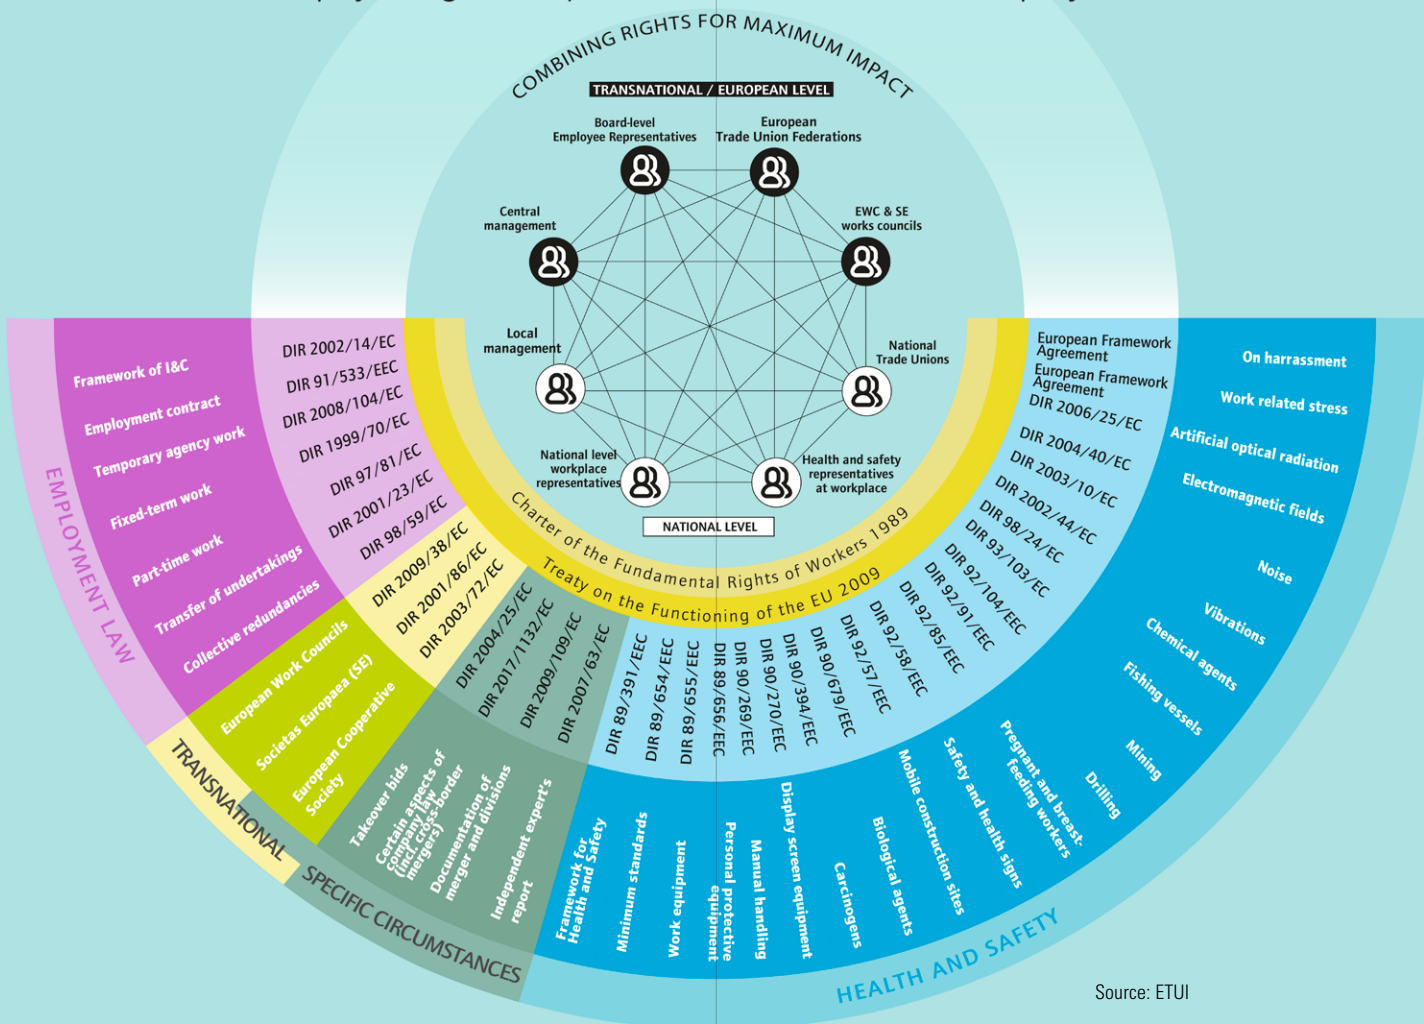 COMBINING RIGHTS FOR MAXIMUM IMPACT
TRANSNATIONAL / EUROPEAN LEVEL
Board-level
Employee Representatives
European
Trade Union Federations
Central
management
EWC & SE
works councils
Local
management
National
Trade Unions
National level
workplace
representatives
Health and safety
representatives
at workplace
NATIONAL LEVEL
Charter of the Fundamental Rights of Workers 1989
Treaty on the Functioning of the EU 2009
EMPLOYMENT LAW
Framework of I&C
DIR 2002/14/EC
Employment contract
DIR 91/533/EEC
Temporary agency work
DIR 2008/104/EC
Fixed-term work
DIR 1999/70/EC
Part-time work
DIR 97/81/EC
Transfer of undertakings
DIR 2001/23/EC
Collective redundancies
DIR 98/59/EC
TRANSNATIONAL
European Work Councils
DIR 2009/38/EC
Societas Europaea (SE)
DIR 2001/86/EC
European Cooperative
Society
DIR 2003/72/EC
SPECIFIC CIRCUMSTANCES
Takeover bids
DIR 2004/25/EC
Certain aspects of
company law
(incl. cross-border
mergers)
DIR 2017/1132/EC
Documentation of
merger and divisions
DIR 2009/109/EC
Independent expert's
report
DIR 2007/63/EC
HEALTH AND SAFETY
Framework for
Health and Safety
DIR 89/391/EEC
Minimum standards
DIR 89/654/EEC
Work equipment
DIR 89/655/EEC
Personal protective
equipment
DIR 89/656/EEC
Manual handling
DIR 90/269/EEC
Display screen equipment
DIR 90/270/EEC
Carcinogens
DIR 90/394/EEC
Biological agents
DIR 90/679/EEC
Mobile construction sites
DIR 92/57/EEC
Safety and health signs
DIR 92/58/EEC
Pregnant and breast-
feeding workers
DIR 92/85/EEC
Drilling
DIR 92/91/EEC
Mining
DIR 92/104/EEC
Fishing vessels
DIR 93/103/EC
Chemical agents
DIR 98/24/EC
Vibrations
DIR 2002/44/EC
Noise
DIR 2003/10/EC
Electromagnetic fields
DIR 2004/40/EC
Artificial optical radiation
DIR 2006/25/EC
Work related stress
European Framework
Agreement
On harrassment
European Framework
Agreement
Source: ETUI